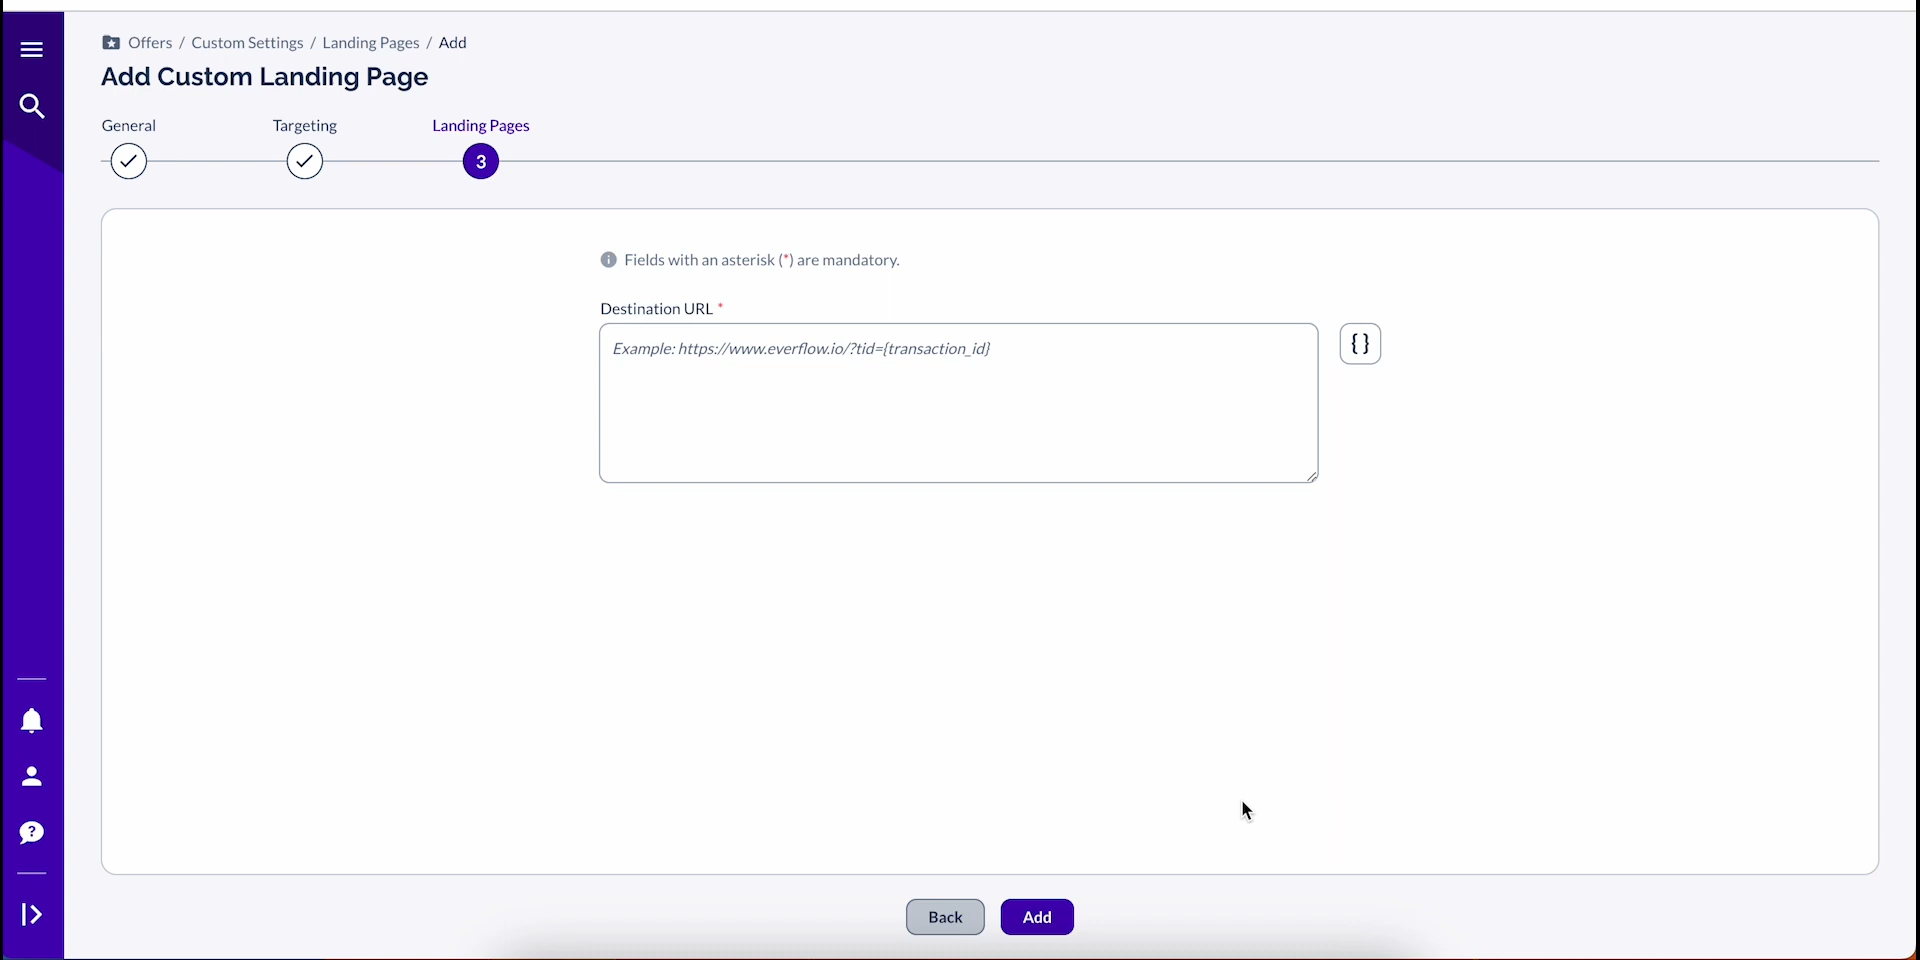 Offers / Custom Settings / Landing Pages / Add
Add Custom Landing Page
General
Targeting
Landing Pages
3
Fields with an asterisk (*) are mandatory.
Destination URL *
Example: https://www.everflow.io/?tid={transaction_id}
{ }
Back
Add